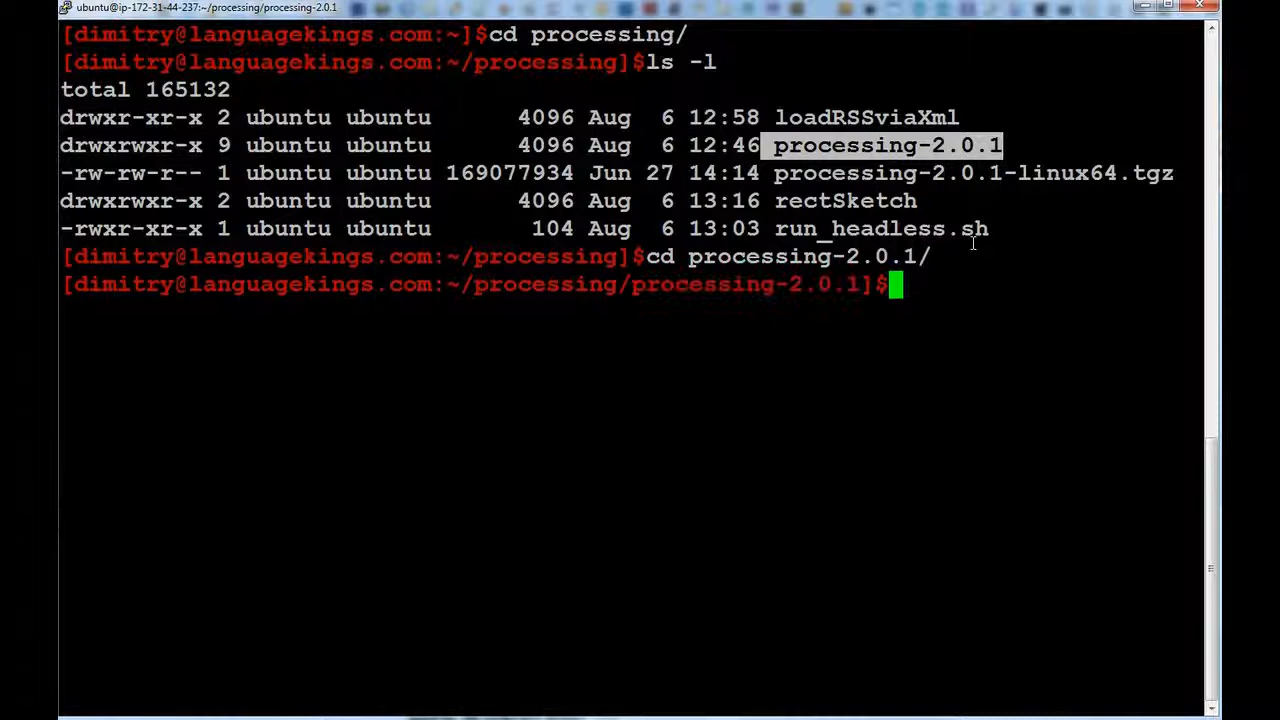 ubuntu@ip-172-31-44-237:~/processing/processing-2.0.1
[dimitry@languagekings.com:~]$cd processing/
[dimitry@languagekings.com:~/processing]$ls -l
total 165132
drwxr-xr-x 2 ubuntu ubuntu      4096 Aug  6 12:58 loadRSSviaXml
drwxrwxr-x 9 ubuntu ubuntu      4096 Aug  6 12:46 processing-2.0.1
-rw-rw-r-- 1 ubuntu ubuntu 169077934 Jun 27 14:14 processing-2.0.1-linux64.tgz
drwxrwxr-x 2 ubuntu ubuntu      4096 Aug  6 13:16 rectSketch
-rwxr-xr-x 1 ubuntu ubuntu       104 Aug  6 13:03 run_headless.sh
[dimitry@languagekings.com:~/processing]$cd processing-2.0.1/
[dimitry@languagekings.com:~/processing/processing-2.0.1]$